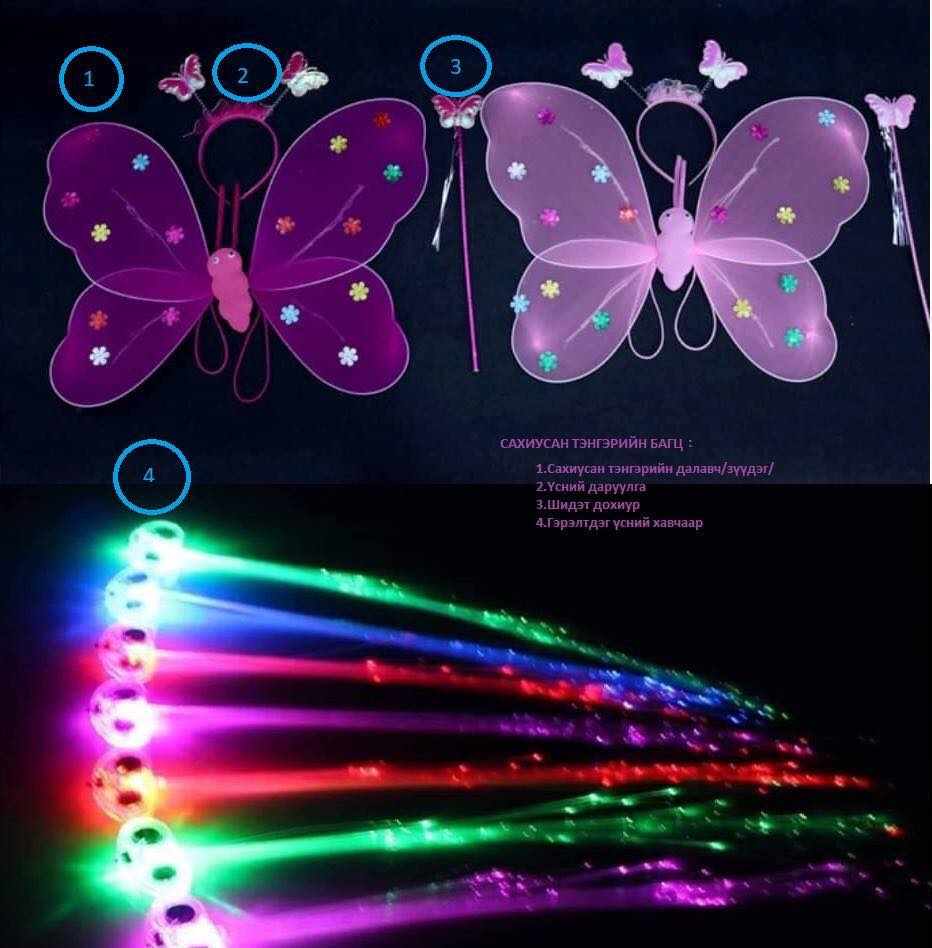 1
2
3
САХИУСАН ТЭНГЭРИЙН БАГЦ :
1.Сахиусан тэнгэрийн далавч/зүүдэг/
2.Үсний даруулга
3.Шидэт дохиур
4.Гэрэлтдэг үсний хавчаар
4